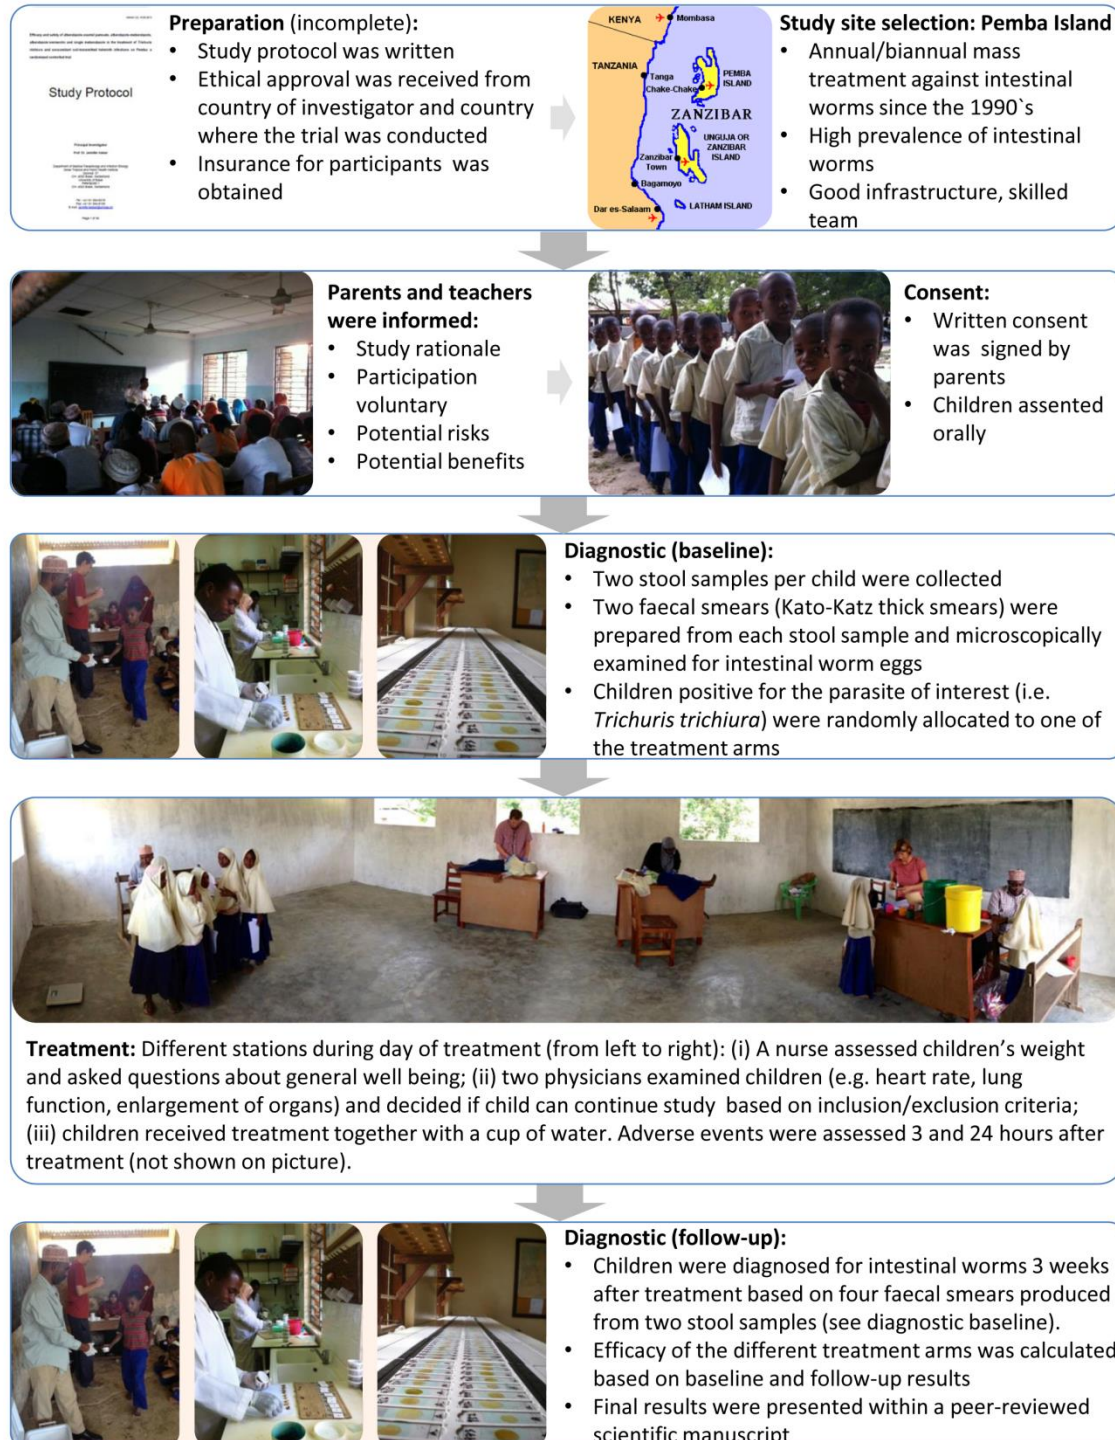 Preparation (incomplete):
• Study protocol was written
• Ethical approval was received from
country of investigator and country
where the trial was conducted
• Insurance for participants was
obtained
Study Protocol
Page 1 of
KENYA
Mombasa
TANZANIA
Tanga
Chake-Chake
PEMBA
ISLAND
ZANZIBAR
UNGUJA OR
ZANZIBAR
ISLAND
Zanzibar
Town
Bagamoyo
Dar es-Salaam
LATHAM ISLAND
Study site selection: Pemba Island
• Annual/biannual mass
treatment against intestinal
worms since the 1990`s
• High prevalence of intestinal
worms
• Good infrastructure, skilled
team
Parents and teachers
were informed:
• Study rationale
• Participation
voluntary
• Potential risks
• Potential benefits
Consent:
• Written consent
was signed by
parents
• Children assented
orally
Diagnostic (baseline):
• Two stool samples per child were collected
• Two faecal smears (Kato-Katz thick smears) were
prepared from each stool sample and microscopically
examined for intestinal worm eggs
• Children positive for the parasite of interest (i.e.
Trichuris trichiura) were randomly allocated to one of
the treatment arms
Treatment: Different stations during day of treatment (from left to right): (i) A nurse assessed children’s weight
and asked questions about general well being; (ii) two physicians examined children (e.g. heart rate, lung
function, enlargement of organs) and decided if child can continue study based on inclusion/exclusion criteria;
(iii) children received treatment together with a cup of water. Adverse events were assessed 3 and 24 hours after
treatment (not shown on picture).
Diagnostic (follow-up):
• Children were diagnosed for intestinal worms 3 weeks
after treatment based on four faecal smears produced
from two stool samples (see diagnostic baseline).
• Efficacy of the different treatment arms was calculated
based on baseline and follow-up results
• Final results were presented within a peer-reviewed
scientific manuscript